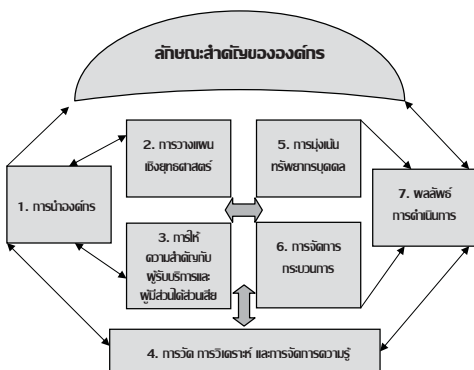 ลักษณะสำคัญขององค์กร
2. การวางแผน
เชิงยุทธศาสตร์
5. การมุ่งเน้น
ทรัพยากรบุคคล
1. การนำองค์กร
7. ผลลัพธ์
การดำเนินการ
3. การให้
ความสำคัญกับ
ผู้รับบริการและ
ผู้มีส่วนได้ส่วนเสีย
6. การจัดการ
กระบวนการ
4. การวัด การวิเคราะห์ และการจัดการความรู้